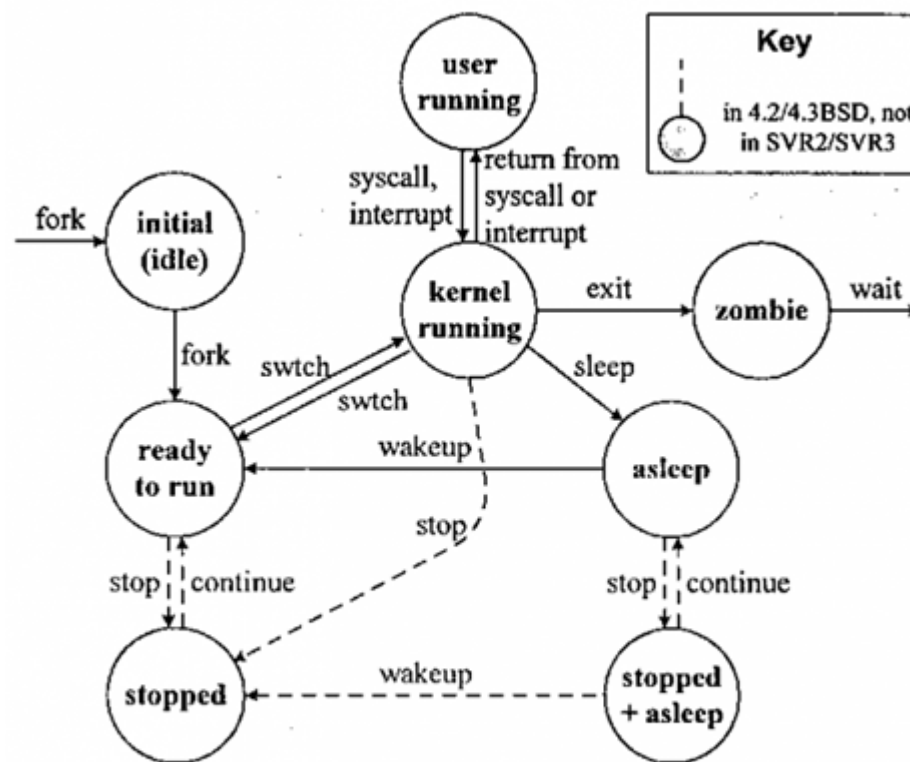 user
running
Key
in 4.2/4.3BSD, not
in SVR2/SVR3
syscall,
interrupt
return from
syscall or
interrupt
fork
initial
(idle)
kernel
running
exit
zombie
wait
fork
swtch
swtch
sleep
ready
to run
wakeup
asleep
stop
stop
continue
stop
continue
stopped
wakeup
stopped
+ asleep